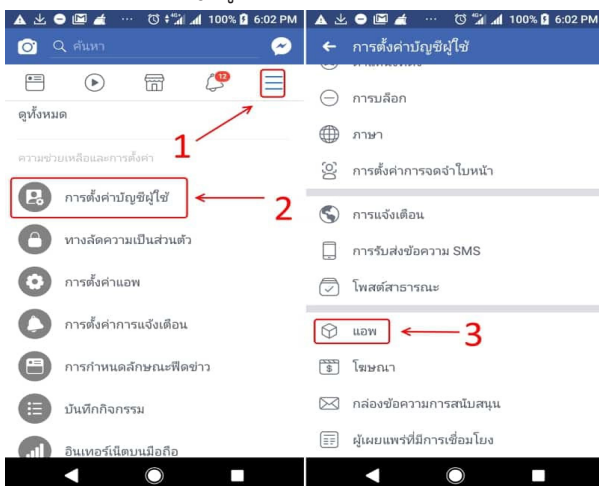 100% 6:02 PM
ค้นหา
12
ดูทั้งหมด
1
ความช่วยเหลือและการตั้งค่า
การตั้งค่าบัญชีผู้ใช้
2
ทางลัดความเป็นส่วนตัว
การตั้งค่าแอพ
การตั้งค่าการแจ้งเตือน
การกำหนดลักษณะฟีดข่าว
บันทึกกิจกรรม
อินเทอร์เน็ตบนมือถือ
100% 6:02 PM
การตั้งค่าบัญชีผู้ใช้
การบล็อก
ภาษา
การตั้งค่าการจดจำใบหน้า
การแจ้งเตือน
การรับส่งข้อความ SMS
โพสต์สาธารณะ
แอพ
3
โฆษณา
กล่องข้อความการสนับสนุน
ผู้เผยแพร่ที่มีการเชื่อมโยง